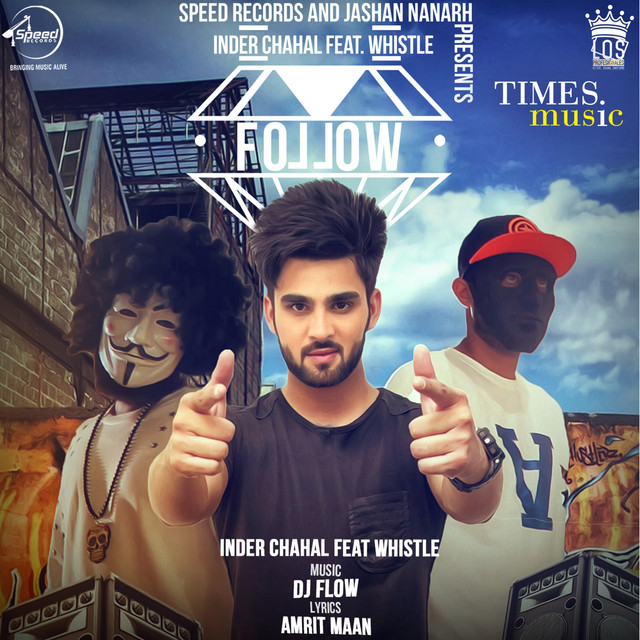 SPEED RECORDS AND JASHAN NANARH
INDER CHAHAL FEAT. WHISTLE
PRESENTS
Speed
RECORDS
BRINGING MUSIC ALIVE
LOS
TIMES.
music
FOLLOW
A
INDER CHAHAL FEAT WHISTLE
MUSIC
DJ FLOW
LYRICS
AMRIT MAAN